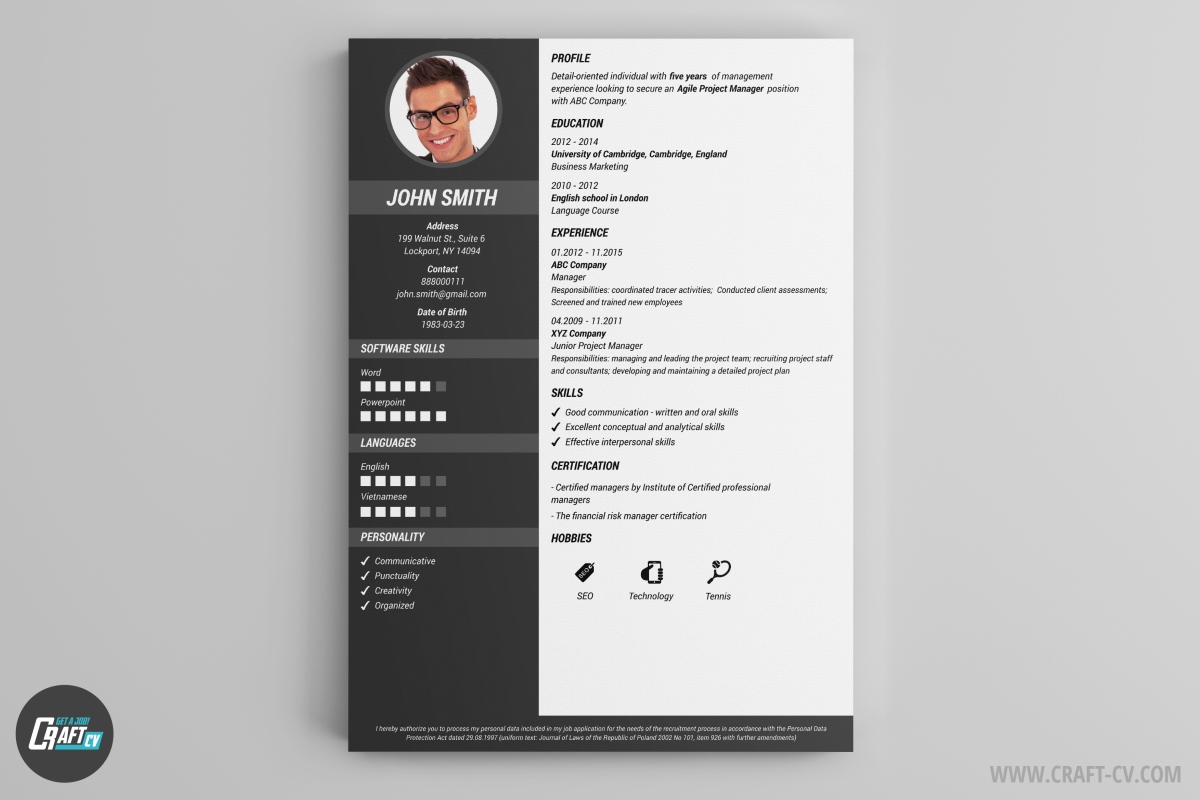 JOHN SMITH
Address
199 Walnut St., Suite 6
Lockport, NY 14094
Contact
888000111
john.smith@gmail.com
Date of Birth
1983-03-23
SOFTWARE SKILLS
Word
Powerpoint
LANGUAGES
English
Vietnamese
PERSONALITY
Communicative
Punctuality
Creativity
Organized
PROFILE
Detail-oriented individual with five years of management
experience looking to secure an Agile Project Manager position
with ABC Company.
EDUCATION
2012 - 2014
University of Cambridge, Cambridge, England
Business Marketing
2010 - 2012
English school in London
Language Course
EXPERIENCE
01.2012 - 11.2015
ABC Company
Manager
Responsibilities: coordinated tracer activities; Conducted client assessments;
Screened and trained new employees
04.2009 - 11.2011
XYZ Company
Junior Project Manager
Responsibilities: managing and leading the project team; recruiting project staff
and consultants; developing and maintaining a detailed project plan
SKILLS
Good communication - written and oral skills
Excellent conceptual and analytical skills
Effective interpersonal skills
CERTIFICATION
- Certified managers by Institute of Certified professional
managers
- The financial risk manager certification
HOBBIES
SEO
SEO
Technology
Tennis
I hereby authorize you to process my personal data included in my job application for the needs of the recruitment process in accordance with the Personal Data
Protection Act dated 29.08.1997 (uniform text: Journal of Laws of the Republic of Poland 2002 No 101, item 926 with further amendments)
GET A JOB!
CRAFT CV
WWW.CRAFT-CV.COM